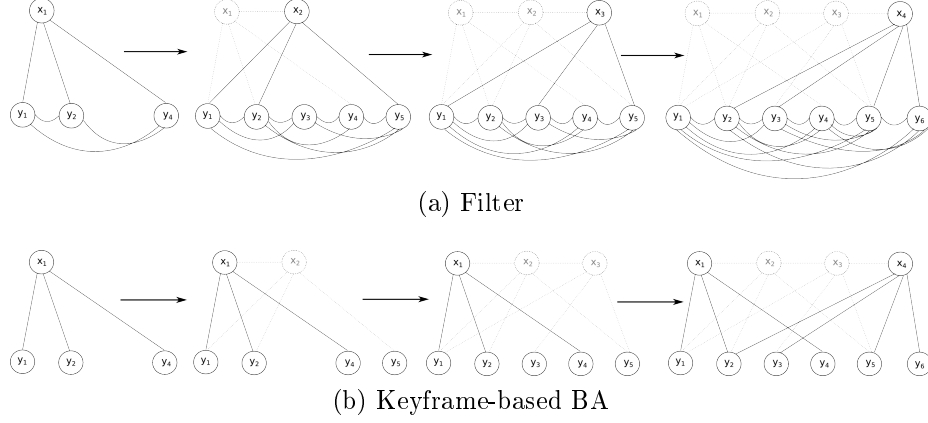 x₁ x₁ x₂ x₁ x₂ x₃ x₁ x₂ x₃ x₄
y₁ y₂ y₄ y₁ y₂ y₃ y₄ y₅ y₁ y₂ y₃ y₄ y₅ y₁ y₂ y₃ y₄ y₅ y₆
(a) Filter
x₁ x₁ x₂ x₁ x₂ x₃ x₁ x₂ x₃ x₄
y₁ y₂ y₄ y₁ y₂ y₄ y₅ y₁ y₂ y₃ y₄ y₅ y₁ y₂ y₃ y₄ y₅ y₆
(b) Keyframe-based BA